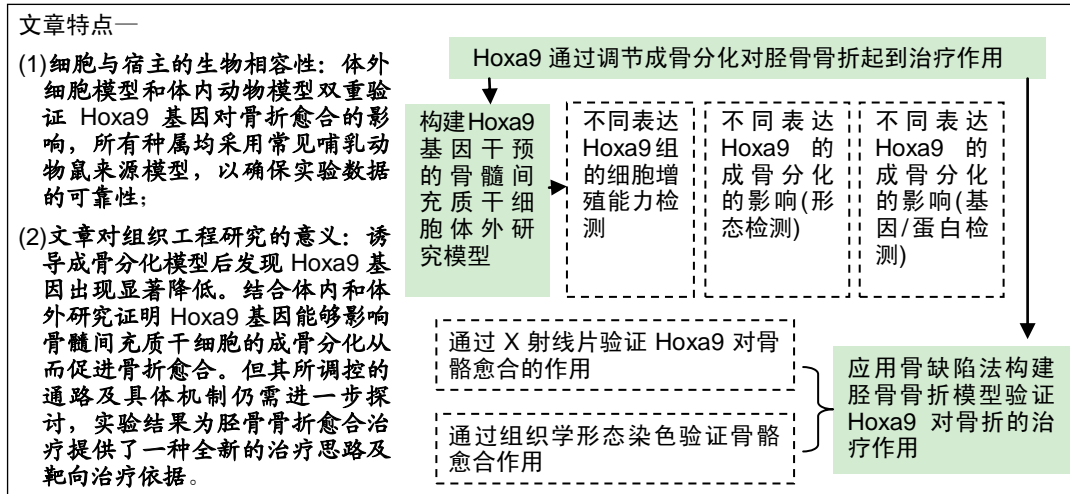 文章特点—
(1)细胞与宿主的生物相容性：体外
细胞模型和体内动物模型双重验
证 Hoxa9 基因对骨折愈合的影
响，所有种属均采用常见哺乳动
物鼠来源模型，以确保实验数据
的可靠性；
(2)文章对组织工程研究的意义：诱
导成骨分化模型后发现 Hoxa9 基
因出现显著降低。结合体内和体
外研究证明 Hoxa9 基因能够影响
骨髓间充质干细胞的成骨分化从
而促进骨折愈合。但其所调控的
通路及具体机制仍需进一步探
讨，实验结果为胫骨骨折愈合治
疗提供了一种全新的治疗思路及
靶向治疗依据。
Hoxa9 通过调节成骨分化对胫骨骨折起到治疗作用
构建Hoxa9
基因干预
的骨髓间
充质干细
胞体外研
究模型
不同表达
Hoxa9组
的细胞增
殖能力检
测
不同表达
Hoxa9 的
成骨分化
的影响(形
态检测)
不同表达
Hoxa9 的
成骨分化
的影响(基
因/蛋白检
测)
通过 X 射线片验证 Hoxa9 对骨
骼愈合的作用
通过组织学形态染色验证骨骼
愈合作用
应用骨缺陷法构建
胫骨骨折模型验证
Hoxa9 对骨折的治
疗作用